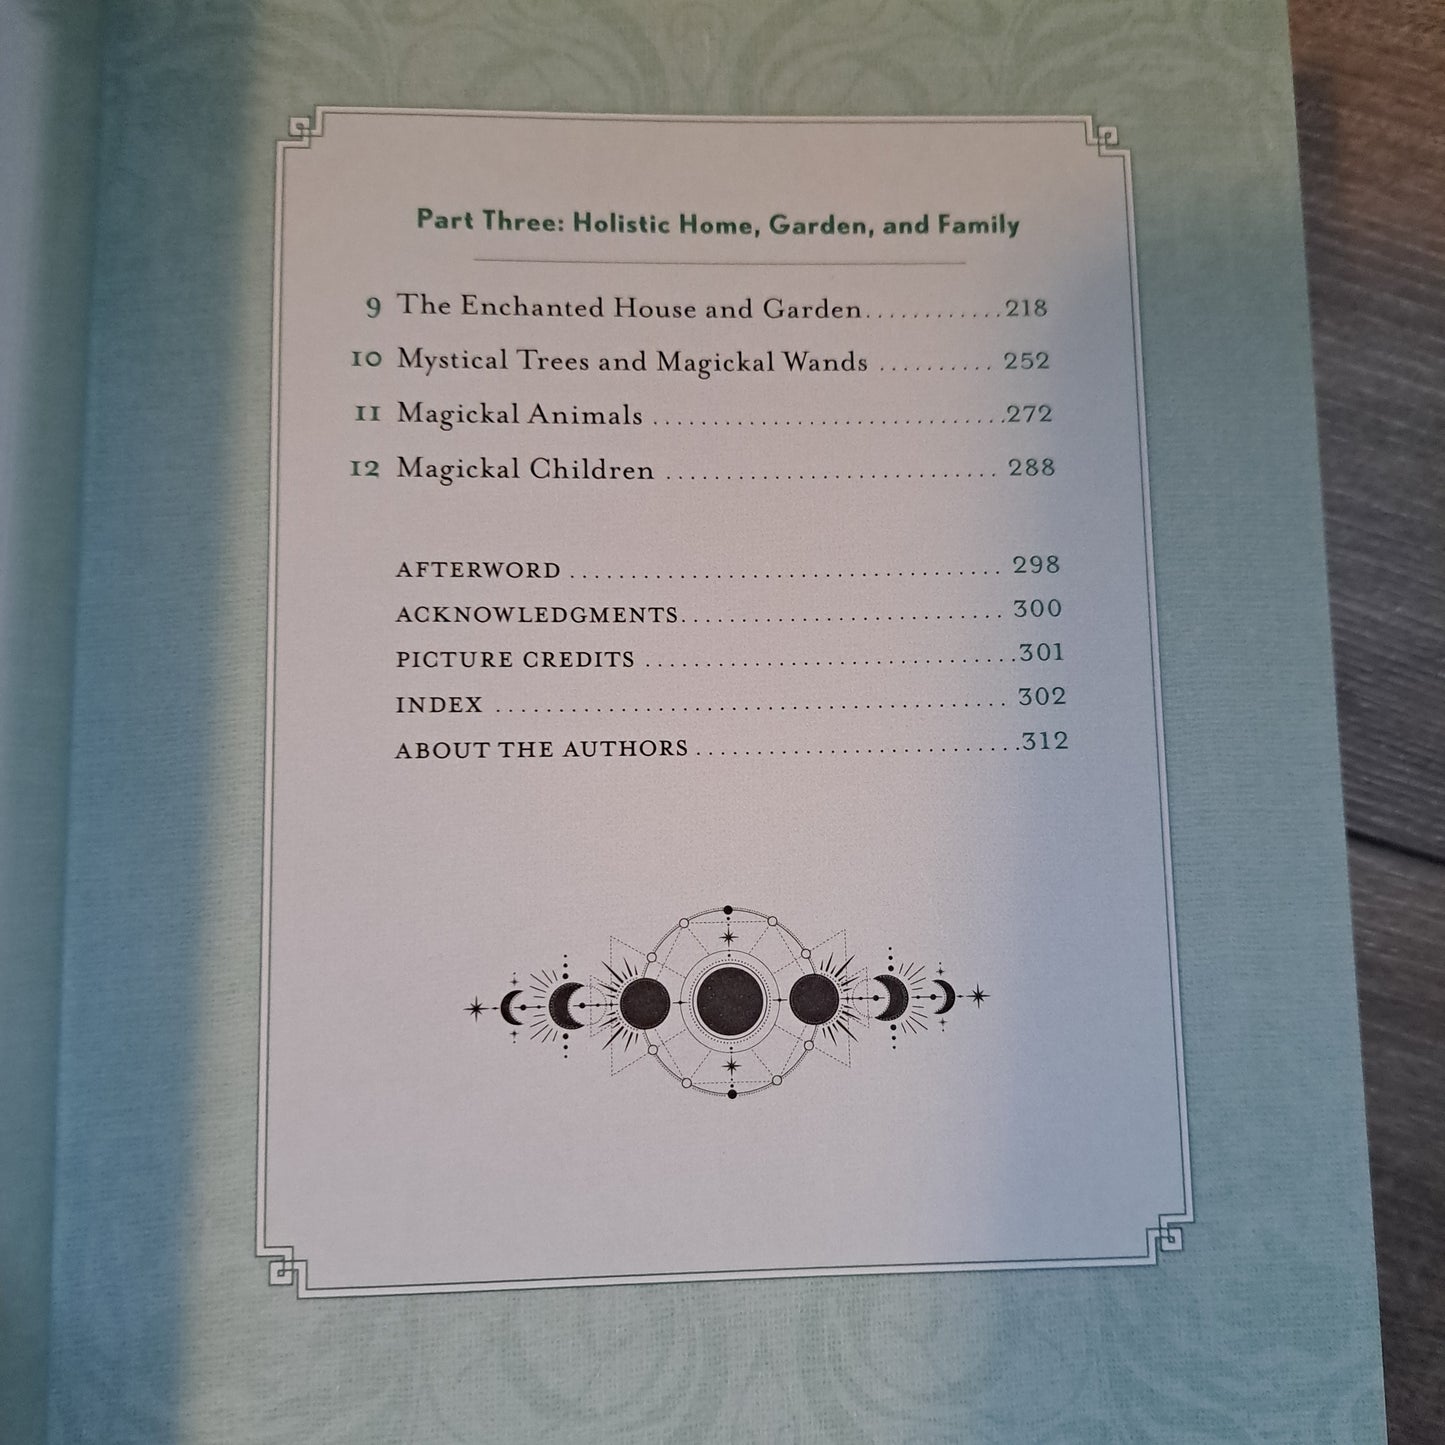 Part Three: Holistic Home, Garden, and Family
9 The Enchanted House and Garden............218
10 Mystical Trees and Magickal Wands .......... 252
11 Magickal Animals ..............................272
12 Magickal Children ............................ 288
AFTERWORD .................................... 298
ACKNOWLEDGMENTS........................... 300
PICTURE CREDITS ...............................301
INDEX ........................................... 302
ABOUT THE AUTHORS ...........................312